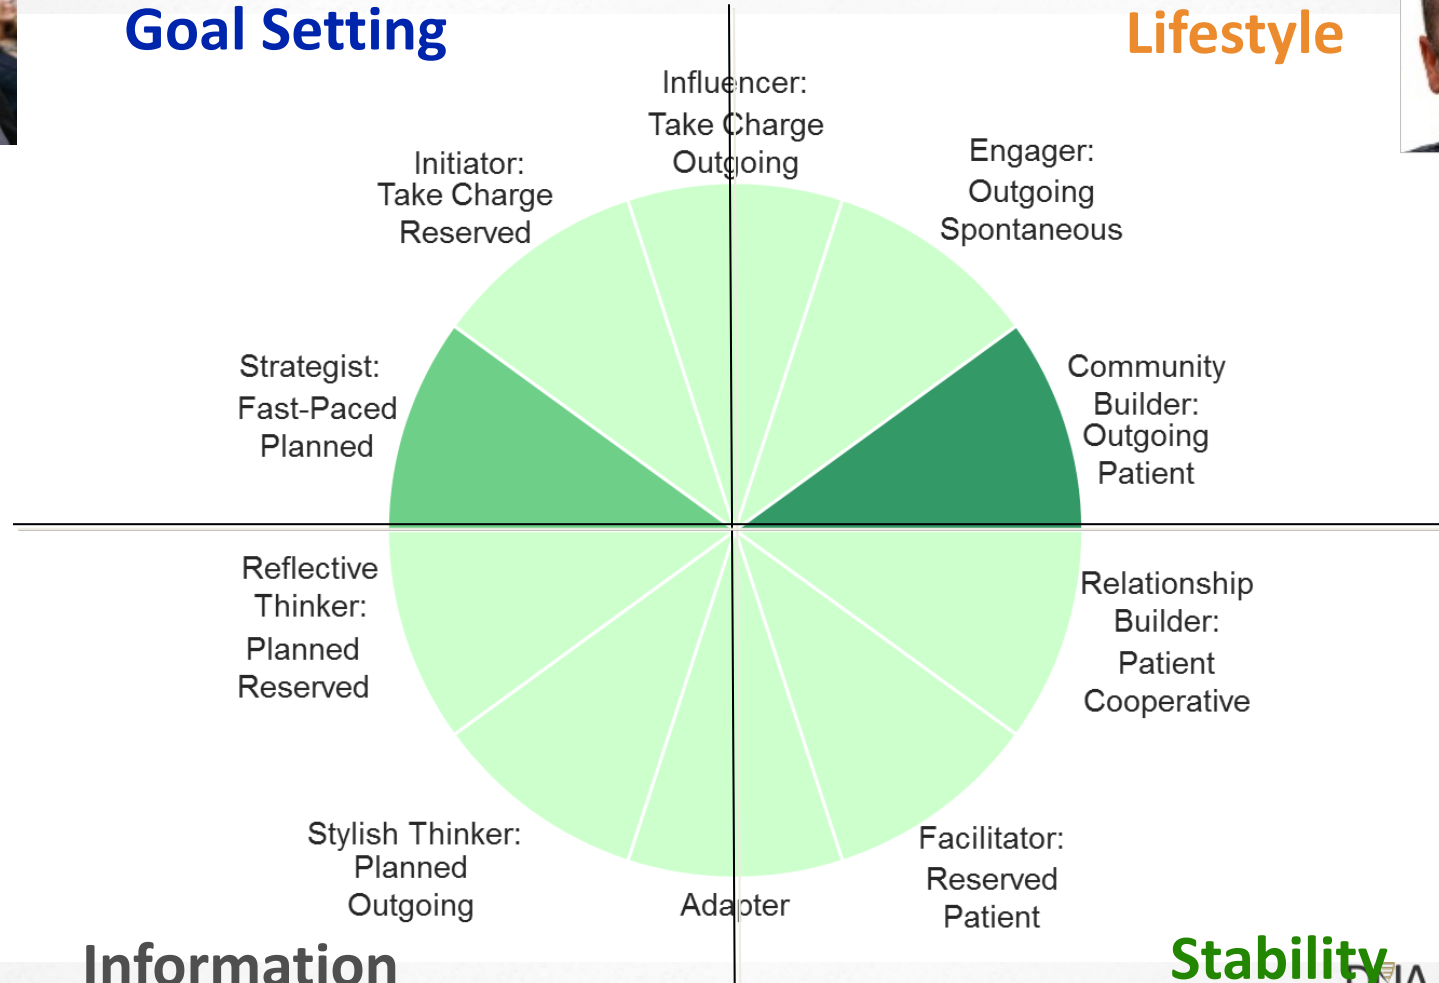 Goal Setting
Lifestyle
Influencer:
Take Charge
Outgoing
Initiator:
Take Charge
Reserved
Engager:
Outgoing
Spontaneous
Strategist:
Fast-Paced
Planned
Community
Builder:
Outgoing
Patient
Reflective
Thinker:
Planned
Reserved
Relationship
Builder:
Patient
Cooperative
Stylish Thinker:
Planned
Outgoing
Adapter
Facilitator:
Reserved
Patient
Information
Stability